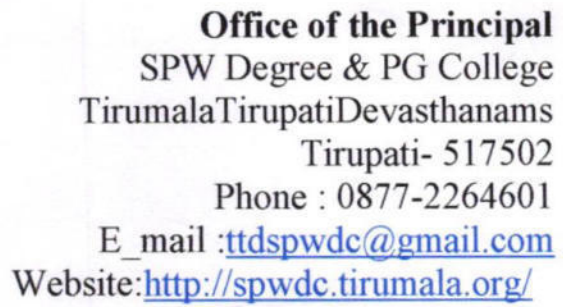 Office of the Principal
SPW Degree & PG College
TirumalaTirupatiDevasthanams
Tirupati- 517502
Phone : 0877-2264601
E_mail :ttdspwdc@gmail.com
Website:http://spwdc.tirumala.org/